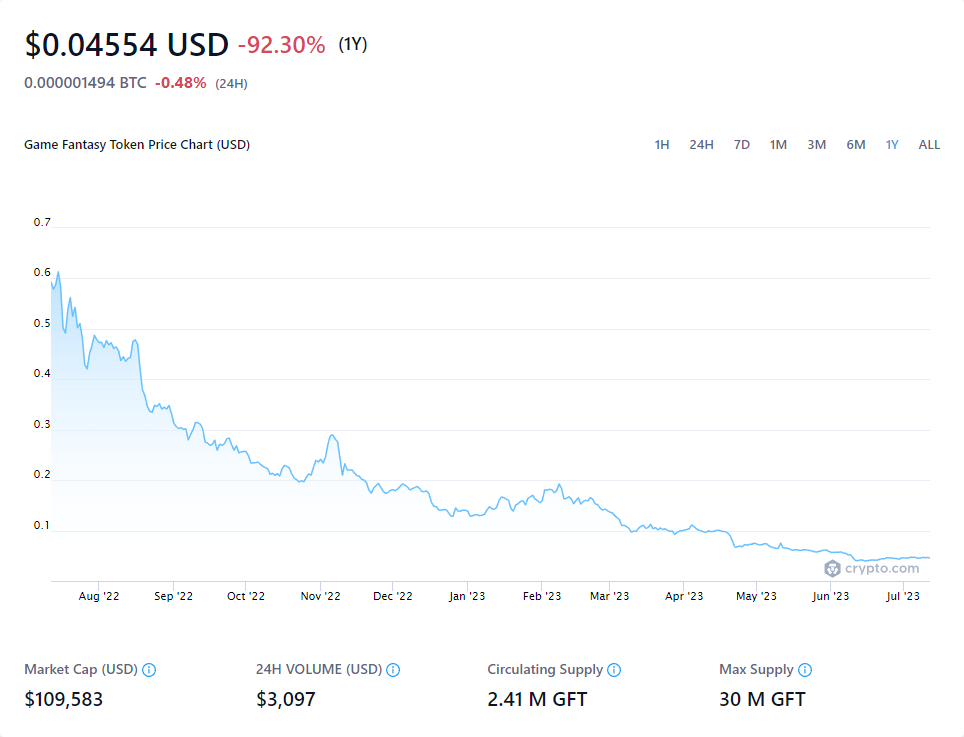 $0.04554 USD -92.30% (1Y)
0.000001494 BTC -0.48% (24H)
Game Fantasy Token Price Chart (USD) 1H 24H 7D 1M 3M 6M 1Y ALL
0.7
0.6
0.5
0.4
0.3
0.2
0.1
crypto.com
Aug '22 Sep '22 Oct '22 Nov '22 Dec '22 Jan '23 Feb '23 Mar '23 Apr '23 May '23 Jun '23 Jul '23
Market Cap (USD) 24H VOLUME (USD) Circulating Supply Max Supply
$109,583 $3,097 2.41 M GFT 30 M GFT